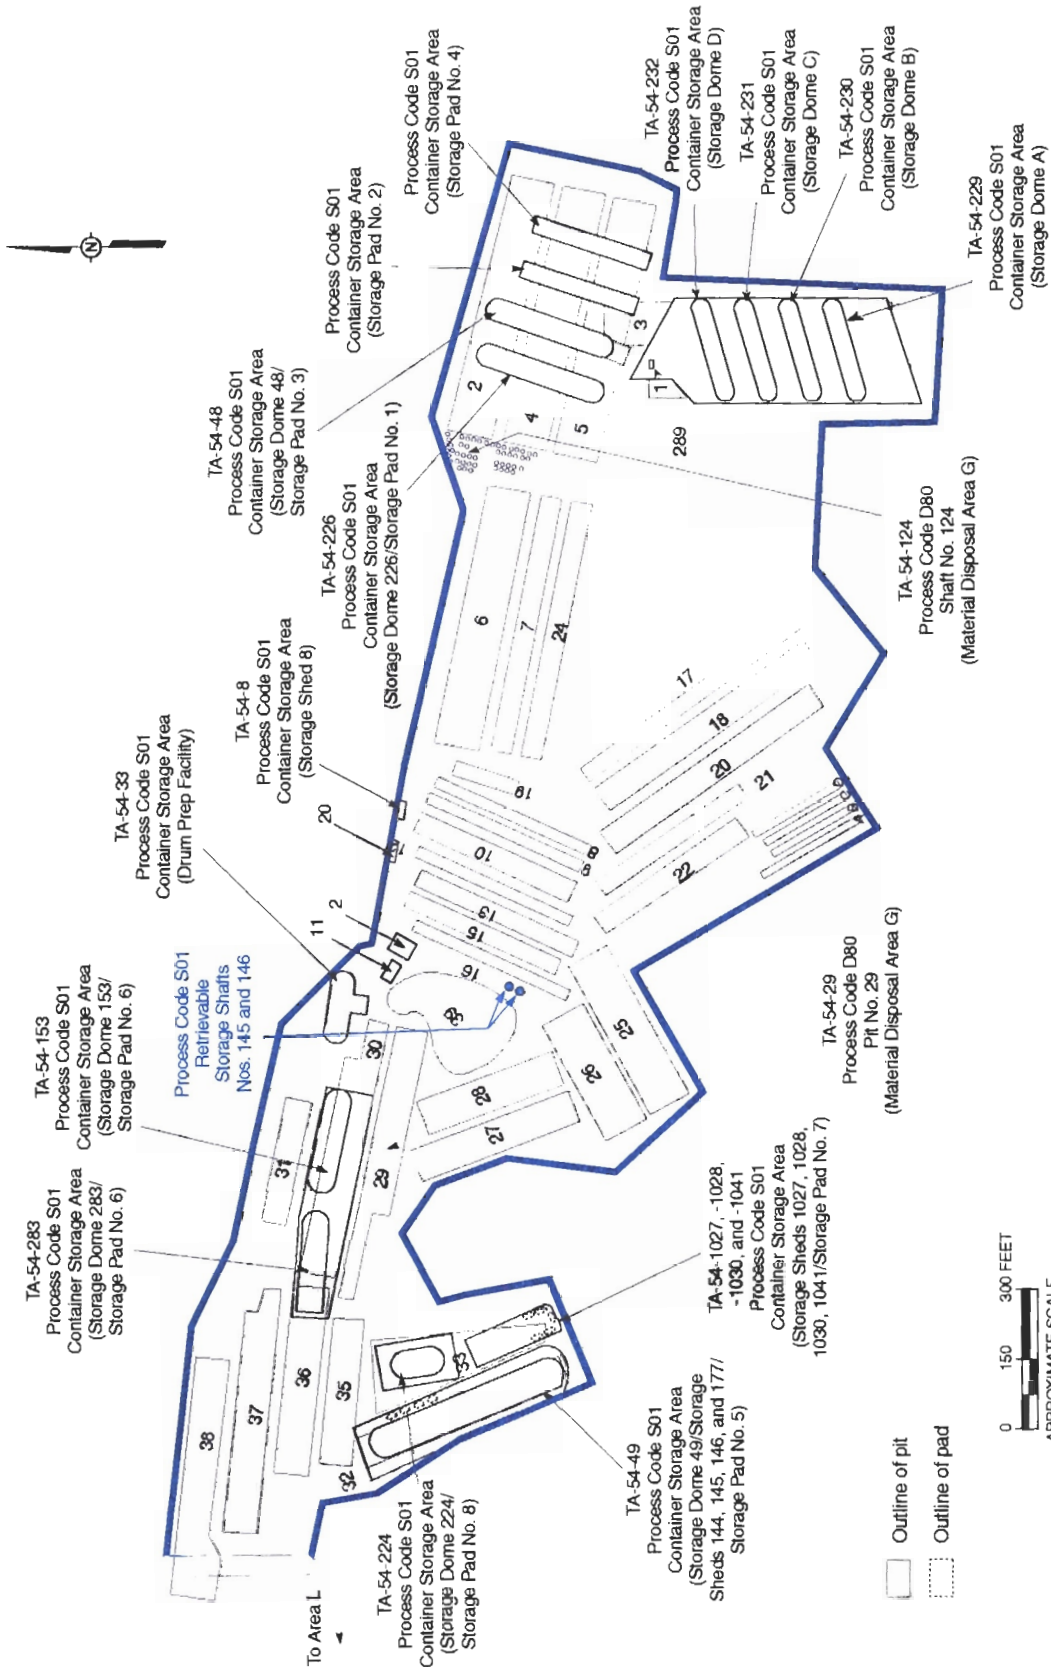 N
TA-54-283
Process Code S01
Container Storage Area
(Storage Dome 283/
Storage Pad No. 6)
TA-54-153
Process Code S01
Container Storage Area
(Storage Dome 153/
Storage Pad No. 6)
Process Code S01
Retrievable
Storage Shafts
Nos. 145 and 146
TA-54-33
Process Code S01
Container Storage Area
(Drum Prep Facility)
11
2
20
TA-54-8
Process Code S01
Container Storage Area
(Storage Shed 8)
TA-54-226
Process Code S01
Container Storage Area
(Storage Dome 226/Storage Pad No. 1)
TA-54-48
Process Code S01
Container Storage Area
(Storage Dome 48/
Storage Pad No. 3)
Process Code S01
Container Storage Area
(Storage Pad No. 2)
Process Code S01
Container Storage Area
(Storage Pad No. 4)
TA-54-232
Process Code S01
Container Storage Area
(Storage Dome D)
TA-54-231
Process Code S01
Container Storage Area
(Storage Dome C)
TA-54-230
Process Code S01
Container Storage Area
(Storage Dome B)
TA-54-229
Process Code S01
Container Storage Area
(Storage Dome A)
38
37
36
35
32
33
31
29
30
27
28
26
25
16
15
13
10
9
8
19
6
7
24
17
18
20
21
22
A
B
C
D
2
4
5
3
1
289
To Area L
TA-54-224
Process Code S01
Container Storage Area
(Storage Dome 224/
Storage Pad No. 8)
TA-54-49
Process Code S01
Container Storage Area
(Storage Dome 49/Storage
Sheds 144, 145, 146, and 177/
Storage Pad No. 5)
TA-54-1027, -1028,
-1030, and -1041
Process Code S01
Container Storage Area
(Storage Sheds 1027, 1028,
1030, 1041/Storage Pad No. 7)
TA-54-29
Process Code D80
Pit No. 29
(Material Disposal Area G)
TA-54-124
Process Code D80
Shaft No. 124
(Material Disposal Area G)
Outline of pit
Outline of pad
0 150 300 FEET
APPROXIMATE SCALE